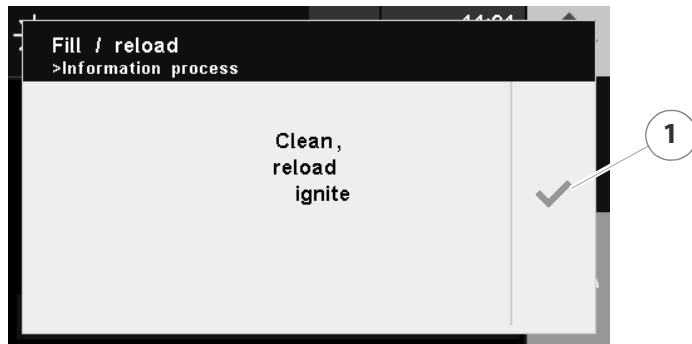 Fill / reload
>Information process
Clean,
reload
ignite
1